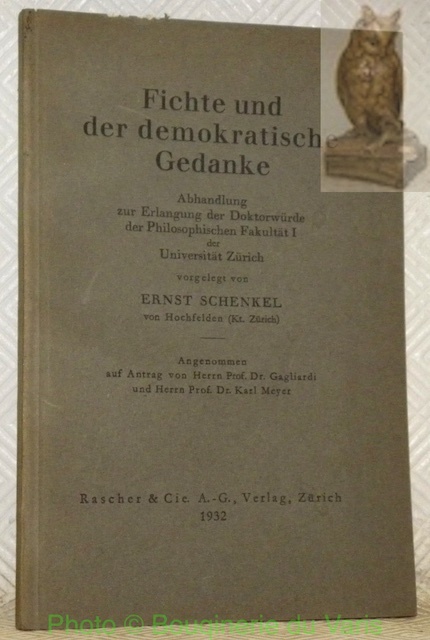 Fichte und
der demokratische
Gedanke
Abhandlung
zur Erlangung der Doktorwürde
der Philosophischen Fakultät I
der
Universität Zürich
vorgelegt von
ERNST SCHENKEL
von Hochfelden (Kt. Zürich)
Angenommen
auf Antrag von Herrn Prof. Dr. Gagliardi
und Herrn Prof. Dr. Karl Meyer
Rascher & Cie. A.-G., Verlag, Zürich
1932
Photo © Bouquinerie du Varis